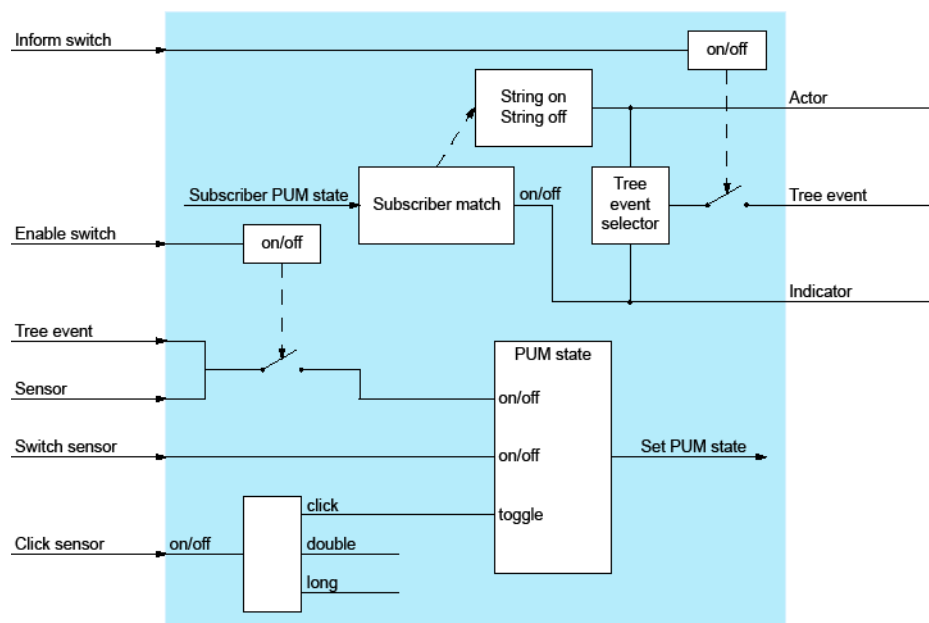 Inform switch
on/off
String on
String off
Actor
Subscriber PUM state
Subscriber match
on/off
Tree
event
selector
Tree event
Enable switch
on/off
Indicator
Tree event
PUM state
Sensor
on/off
Switch sensor
on/off
Set PUM state
click
toggle
Click sensor
on/off
double
long